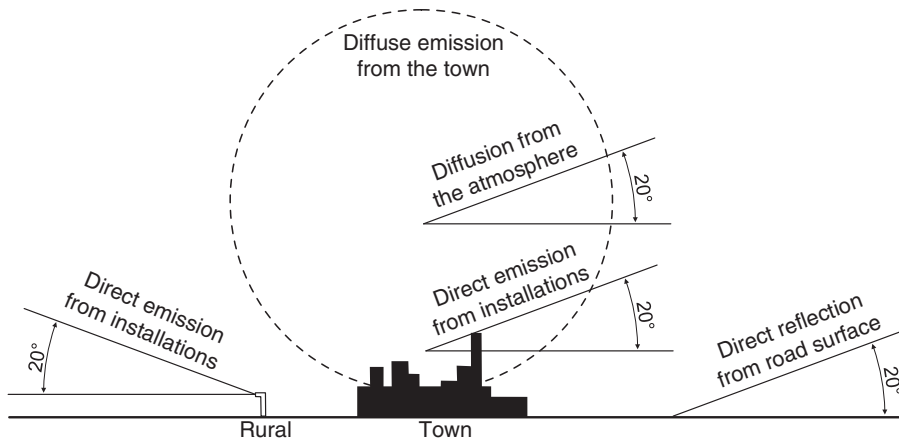 Diffuse emission
from the town
Diffusion from
the atmosphere
20°
Direct emission
from installations
20°
Direct emission
from installations
20°
Direct reflection
from road surface
20°
Rural
Town